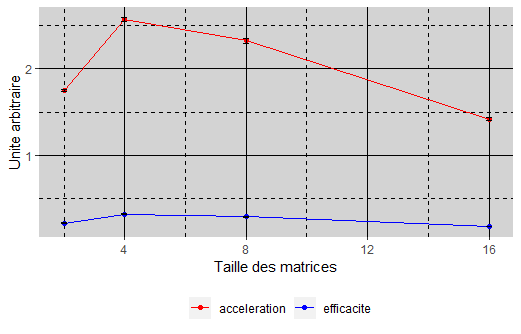 Unite arbitraire
2
1
4
8
12
16
Taille des matrices
acceleration
efficacite